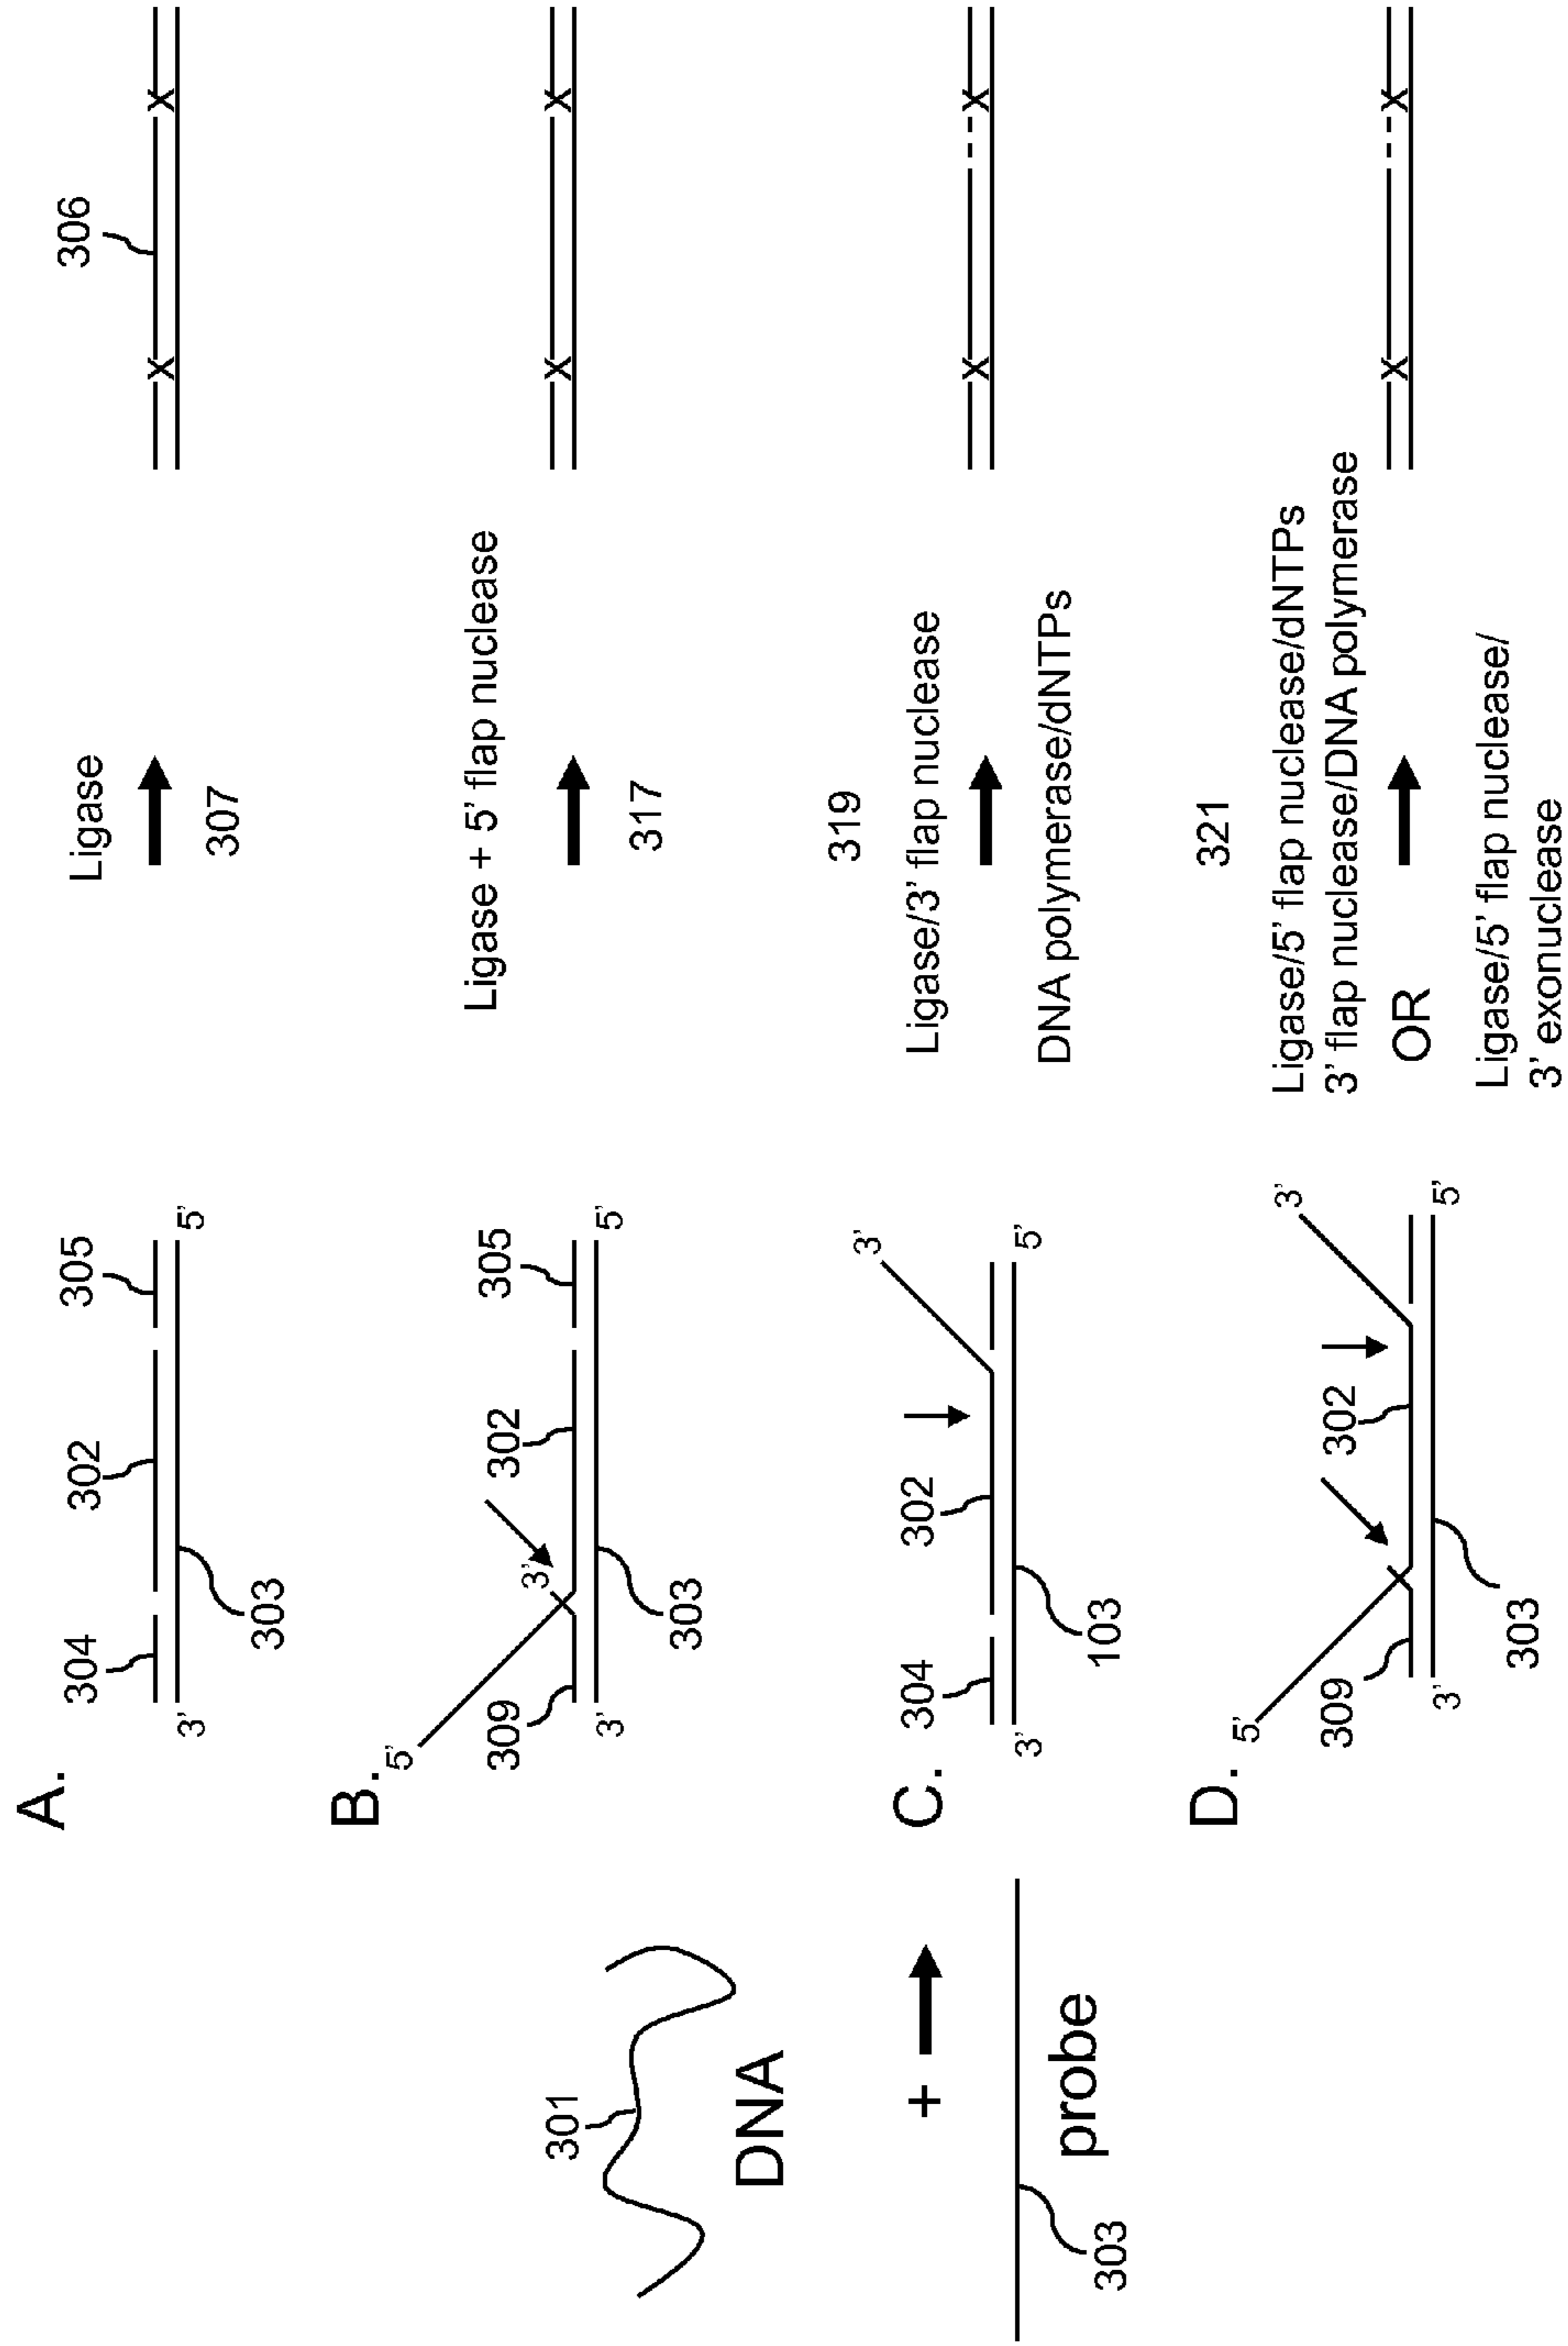 301
DNA
+
probe
303
A.
304
302
305
3’
5’
303
Ligase
307
306
X
X
B.
5’
3’
309
302
305
3’
5’
303
Ligase + 5’ flap nuclease
317
X
X
C.
304
302
3’
3’
5’
103
319
Ligase/3’ flap nuclease
DNA polymerase/dNTPs
X
X
D.
5’
309
302
3’
3’
5’
303
321
Ligase/5’ flap nuclease/dNTPs
3’ flap nuclease/DNA polymerase
OR
Ligase/5’ flap nuclease/
3’ exonuclease
X
X